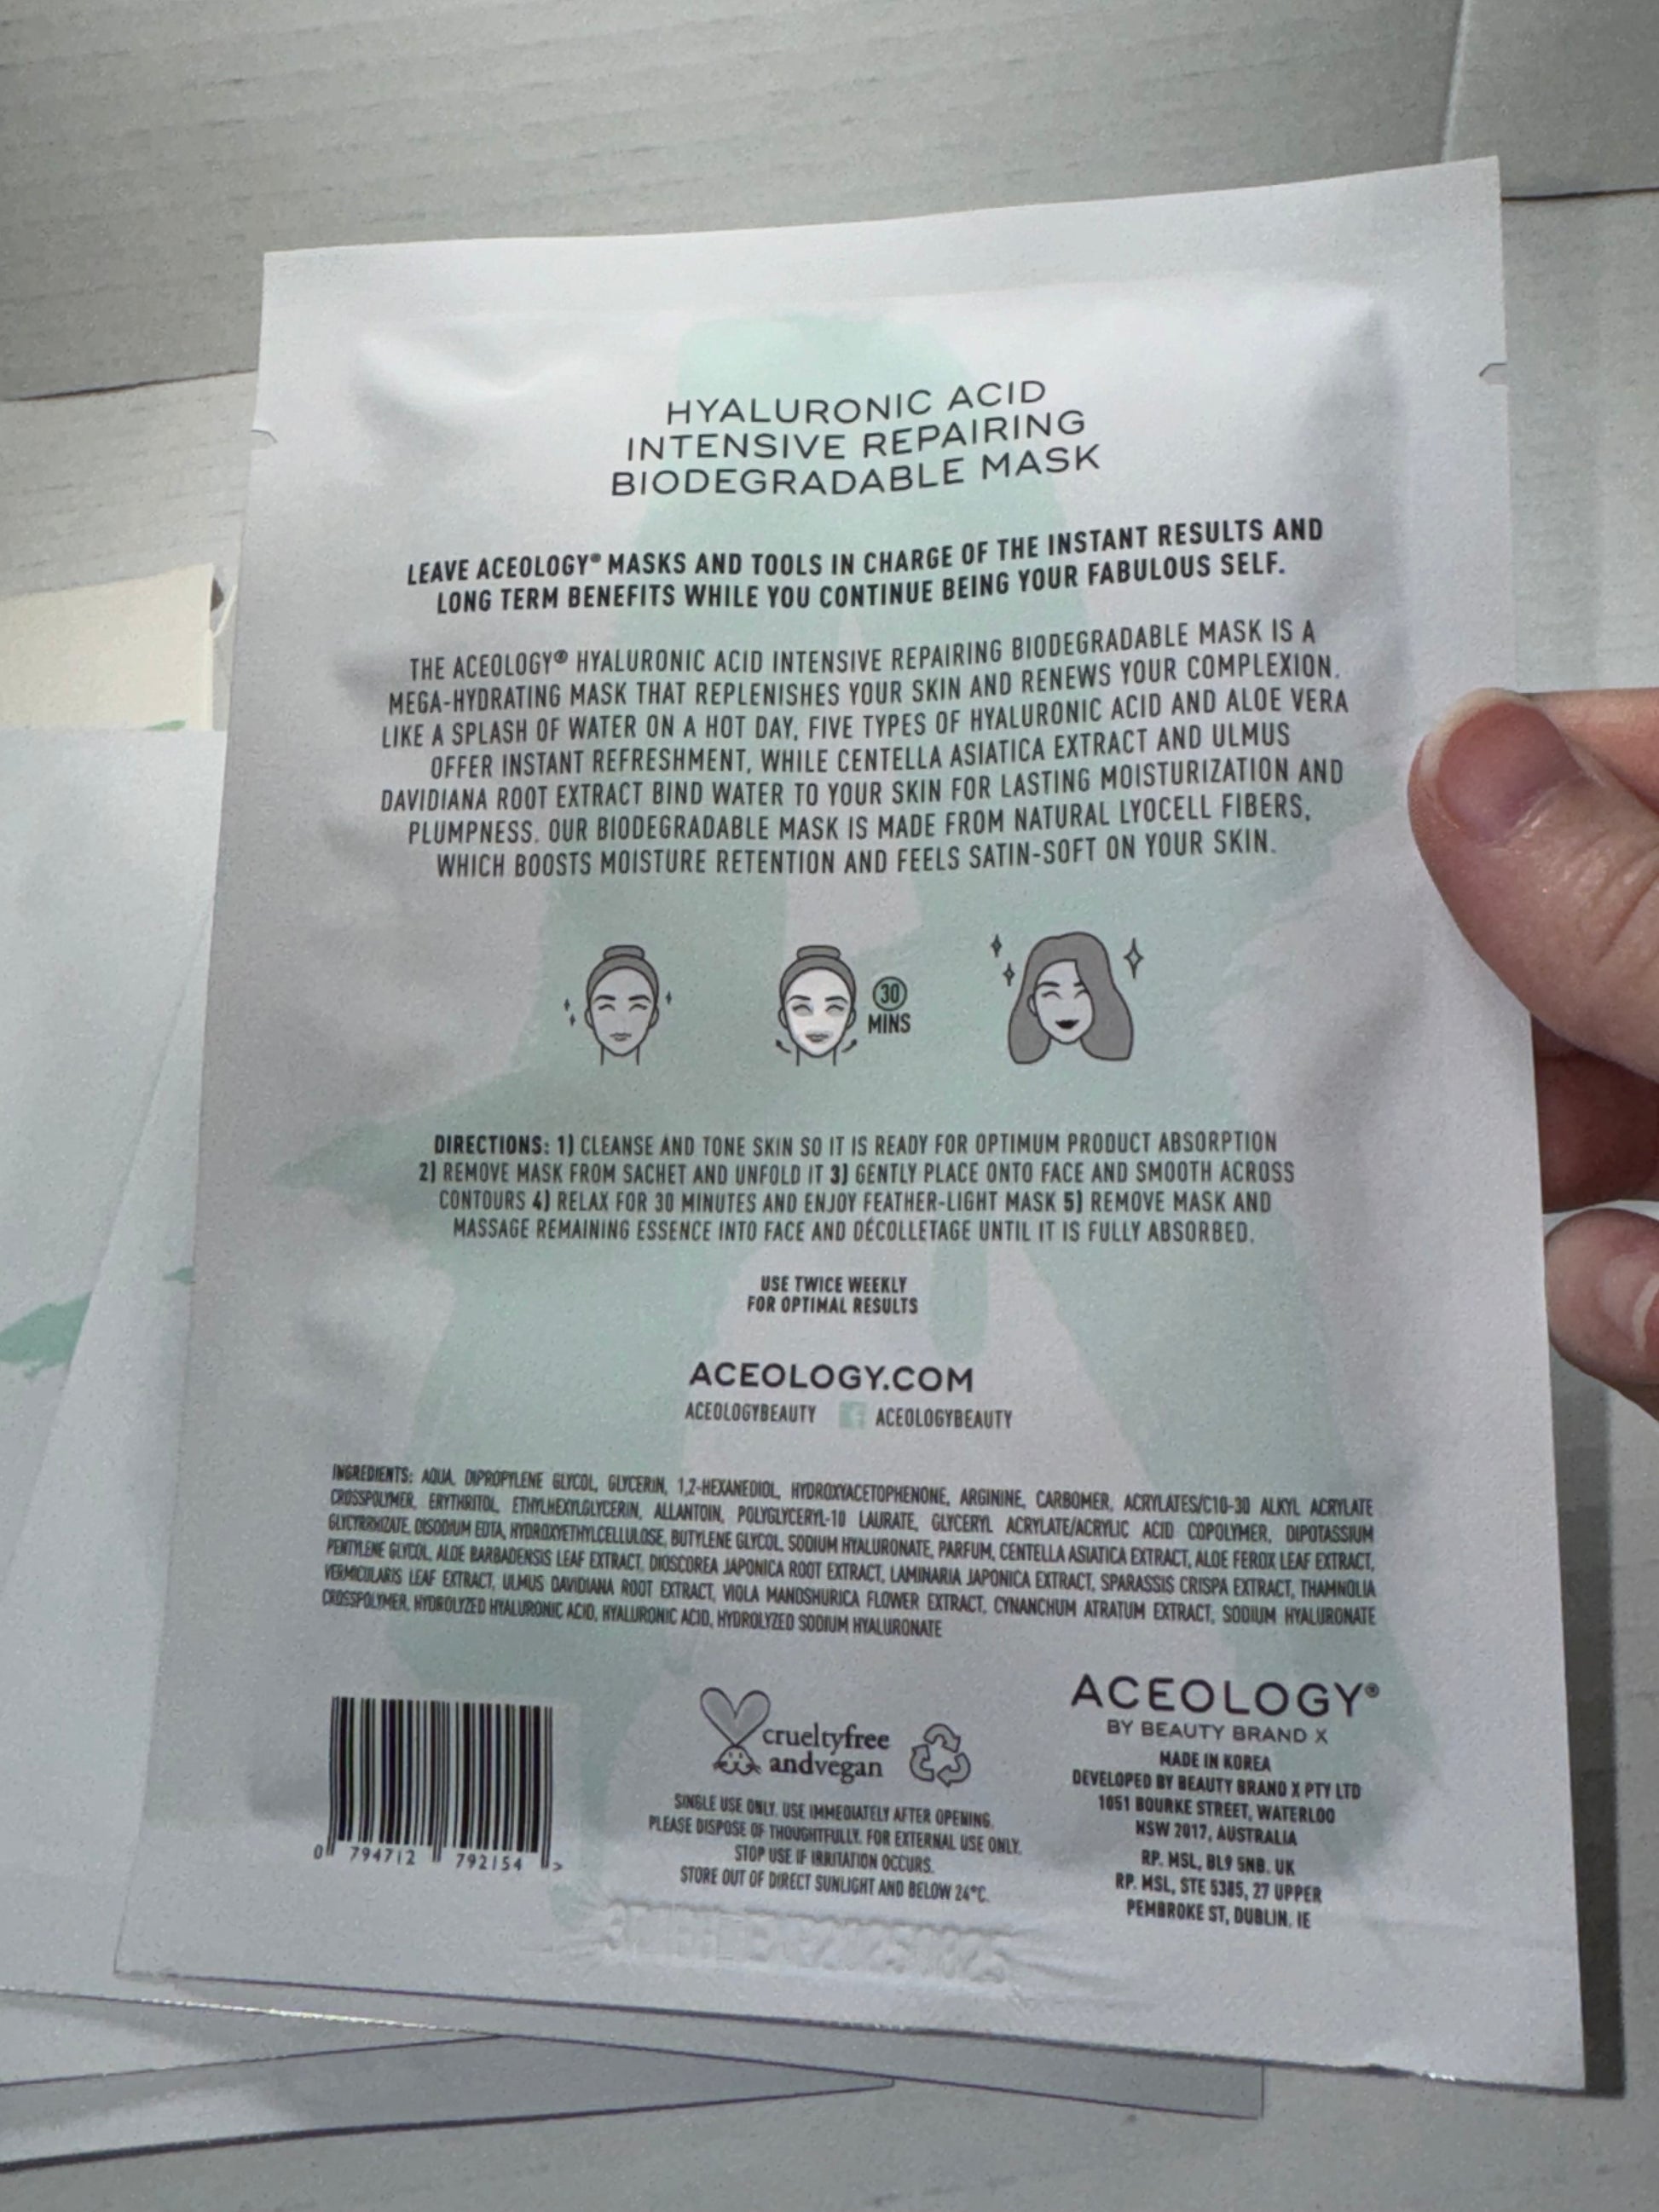 HYALURONIC ACID
INTENSIVE REPAIRING
BIODEGRADABLE MASK
LEAVE ACEOLOGY® MASKS AND TOOLS IN CHARGE OF THE INSTANT RESULTS AND
LONG TERM BENEFITS WHILE YOU CONTINUE BEING YOUR FABULOUS SELF.
THE ACEOLOGY® HYALURONIC ACID INTENSIVE REPAIRING BIODEGRADABLE MASK IS A
MEGA-HYDRATING MASK THAT REPLENISHES YOUR SKIN AND RENEWS YOUR COMPLEXION.
LIKE A SPLASH OF WATER ON A HOT DAY, FIVE TYPES OF HYALURONIC ACID AND ALOE VERA
OFFER INSTANT REFRESHMENT, WHILE CENTELLA ASIATICA EXTRACT AND ULMUS
DAVIDIANA ROOT EXTRACT BIND WATER TO YOUR SKIN FOR LASTING MOISTURIZATION AND
PLUMPNESS. OUR BIODEGRADABLE MASK IS MADE FROM NATURAL LYOCELL FIBERS,
WHICH BOOSTS MOISTURE RETENTION AND FEELS SATIN-SOFT ON YOUR SKIN.
30
MINS
DIRECTIONS: 1) CLEANSE AND TONE SKIN SO IT IS READY FOR OPTIMUM PRODUCT ABSORPTION
2) REMOVE MASK FROM SACHET AND UNFOLD IT 3) GENTLY PLACE ONTO FACE AND SMOOTH ACROSS
CONTOURS 4) RELAX FOR 30 MINUTES AND ENJOY FEATHER-LIGHT MASK 5) REMOVE MASK AND
MASSAGE REMAINING ESSENCE INTO FACE AND DÉCOLLETAGE UNTIL IT IS FULLY ABSORBED.
USE TWICE WEEKLY
FOR OPTIMAL RESULTS
ACEOLOGY.COM
ACEOLOGYBEAUTY f ACEOLOGYBEAUTY
INGREDIENTS: AQUA, DIPROPYLENE GLYCOL, GLYCERIN, 1,2-HEXANEDIOL, HYDROXYACETOPHENONE, ARGININE, CARBOMER, ACRYLATES/C10-30 ALKYL ACRYLATE
CROSSPOLYMER, ERYTHRITOL, ETHYLHEXYLGLYCERIN, ALLANTOIN, POLYGLYCERYL-10 LAURATE, GLYCERYL ACRYLATE/ACRYLIC ACID COPOLYMER, DIPOTASSIUM
GLYCYRRHIZATE, DISODIUM EDTA, HYDROXYETHYLCELLULOSE, BUTYLENE GLYCOL, SODIUM HYALURONATE, PARFUM, CENTELLA ASIATICA EXTRACT, ALOE FEROX LEAF EXTRACT,
PENTYLENE GLYCOL, ALOE BARBADENSIS LEAF EXTRACT, DIOSCOREA JAPONICA ROOT EXTRACT, LAMINARIA JAPONICA EXTRACT, SPARASSIS CRISPA EXTRACT, THAMNOLIA
VERMICULARIS LEAF EXTRACT, ULMUS DAVIDIANA ROOT EXTRACT, VIOLA MANDSHURICA FLOWER EXTRACT, CYNANCHUM ATRATUM EXTRACT, SODIUM HYALURONATE
CROSSPOLYMER, HYDROLYZED HYALURONIC ACID, HYALURONIC ACID, HYDROLYZED SODIUM HYALURONATE
0 794712 792154 >
crueltyfree
andvegan
SINGLE USE ONLY. USE IMMEDIATELY AFTER OPENING.
PLEASE DISPOSE OF THOUGHTFULLY. FOR EXTERNAL USE ONLY.
STOP USE IF IRRITATION OCCURS.
STORE OUT OF DIRECT SUNLIGHT AND BELOW 24°C.
ACEOLOGY®
BY BEAUTY BRAND X
MADE IN KOREA
DEVELOPED BY BEAUTY BRAND X PTY LTD
1051 BOURKE STREET, WATERLOO
NSW 2017, AUSTRALIA
RP. MSL, BL9 5NB. UK
RP. MSL, STE 5385, 27 UPPER
PEMBROKE ST, DUBLIN. IE